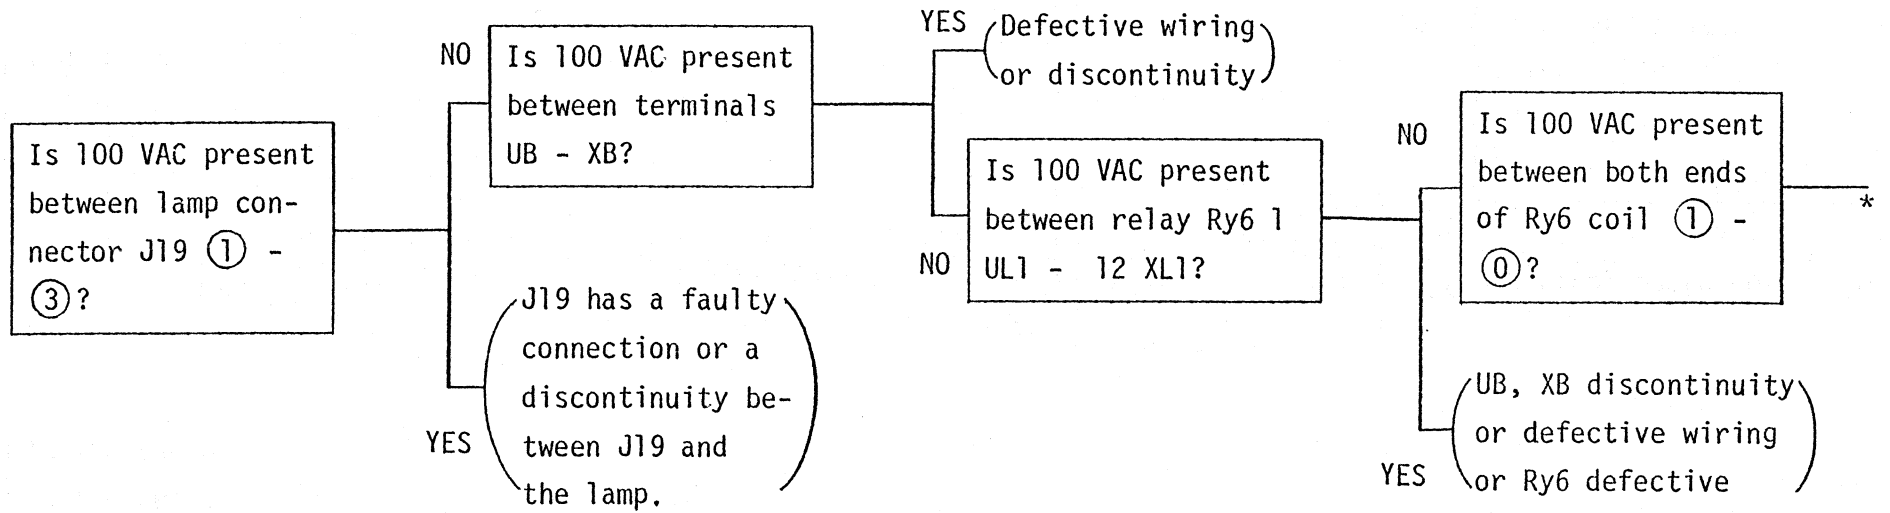 Is 100 VAC present
between lamp con-
nector J19 ① -
③?
NO
Is 100 VAC present
between terminals
UB - XB?
YES
J19 has a faulty
connection or a
discontinuity be-
tween J19 and
the lamp.
YES
Defective wiring
or discontinuity
NO
Is 100 VAC present
between relay Ry6 1
UL1 - 12 XL1?
NO
Is 100 VAC present
between both ends
of Ry6 coil ① -
⓪?
*
YES
UB, XB discontinuity
or defective wiring
or Ry6 defective